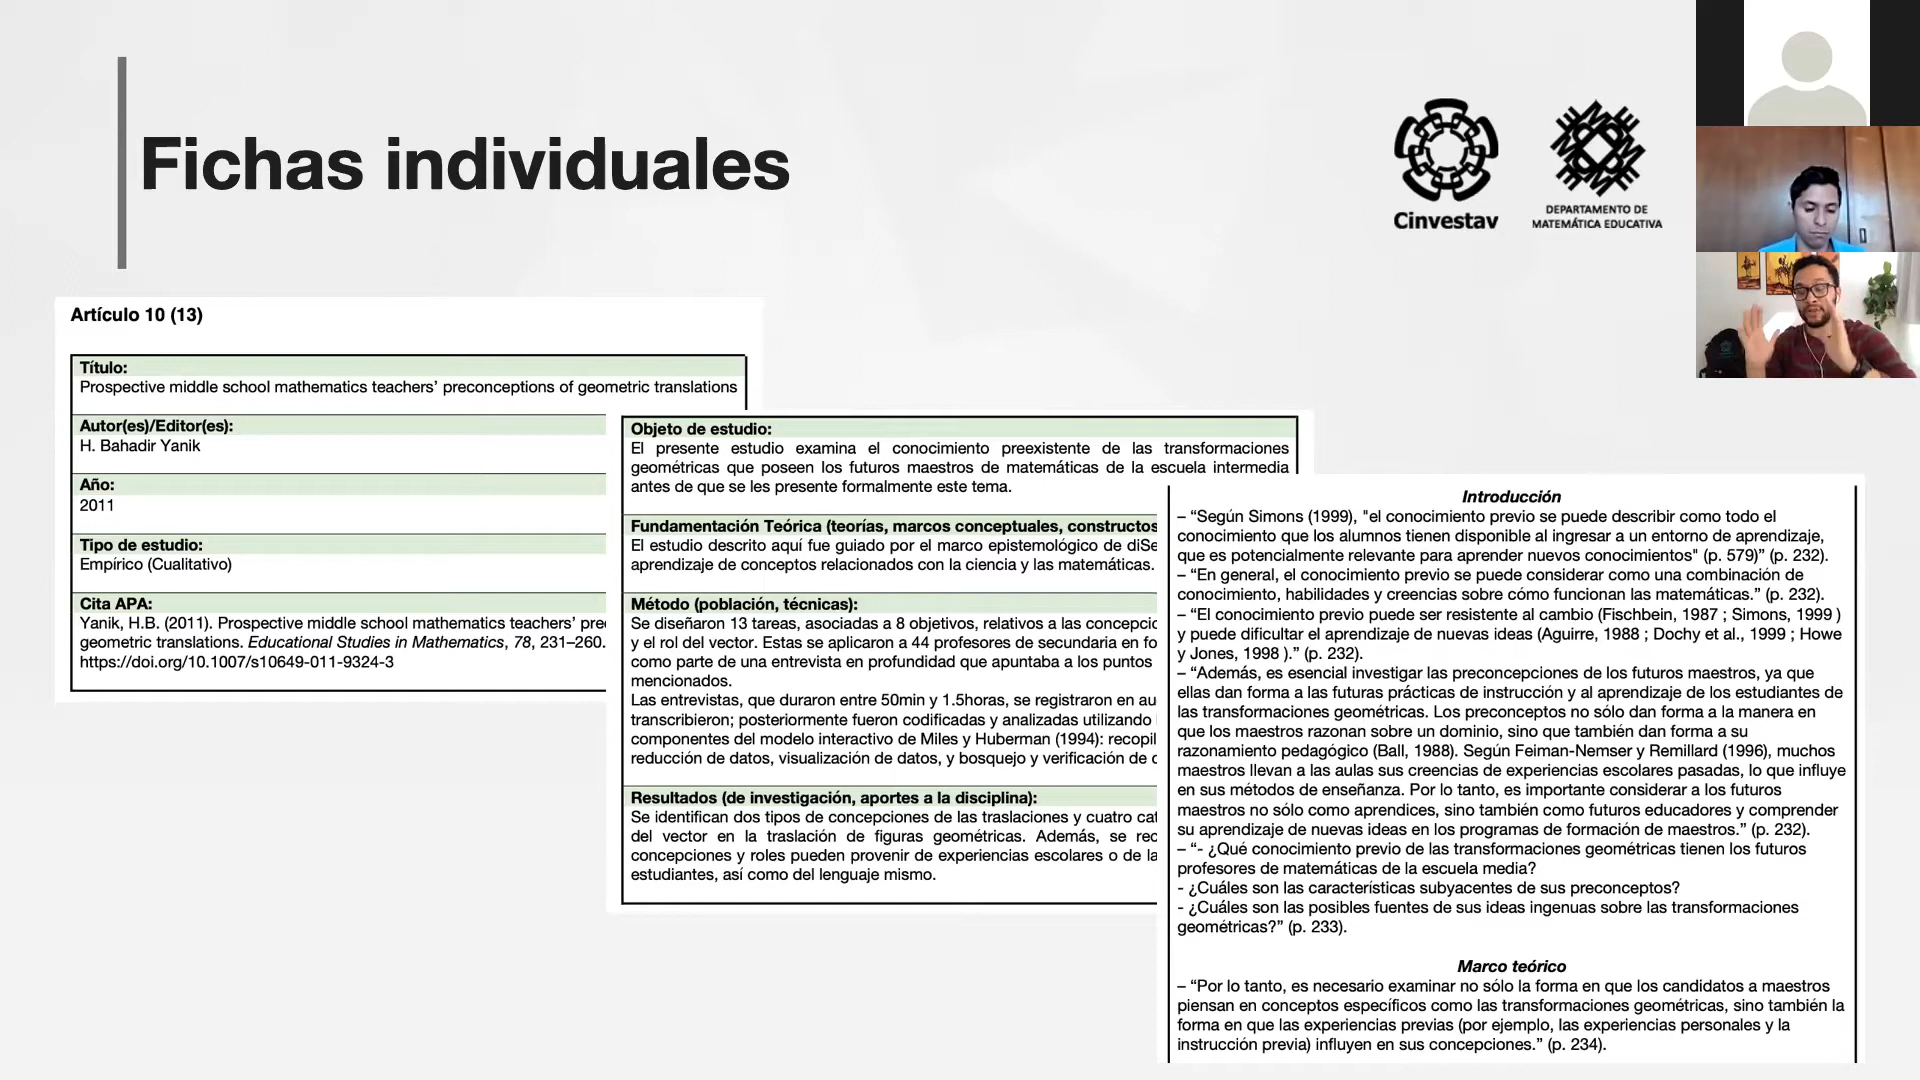 Fichas individuales
Cinvestav
DEPARTAMENTO DE
MATEMÁTICA EDUCATIVA
Artículo 10 (13)
Título:
Prospective middle school mathematics teachers’ preconceptions of geometric translations
Autor(es)/Editor(es):
H. Bahadir Yanik
Año:
2011
Tipo de estudio:
Empírico (Cualitativo)
Cita APA:
Yanik, H.B. (2011). Prospective middle school mathematics teachers’ pre
geometric translations. Educational Studies in Mathematics, 78, 231–260.
https://doi.org/10.1007/s10649-011-9324-3
Objeto de estudio:
El presente estudio examina el conocimiento preexistente de las transformaciones
geométricas que poseen los futuros maestros de matemáticas de la escuela intermedia
antes de que se les presente formalmente este tema.
Fundamentación Teórica (teorías, marcos conceptuales, constructos
El estudio descrito aquí fue guiado por el marco epistemológico de diSe
aprendizaje de conceptos relacionados con la ciencia y las matemáticas.
Método (población, técnicas):
Se diseñaron 13 tareas, asociadas a 8 objetivos, relativos a las concepcio
y el rol del vector. Estas se aplicaron a 44 profesores de secundaria en fo
como parte de una entrevista en profundidad que apuntaba a los puntos
mencionados.
Las entrevistas, que duraron entre 50min y 1.5horas, se registraron en au
transcribieron; posteriormente fueron codificadas y analizadas utilizando
componentes del modelo interactivo de Miles y Huberman (1994): recopil
reducción de datos, visualización de datos, y bosquejo y verificación de c
Resultados (de investigación, aportes a la disciplina):
Se identifican dos tipos de concepciones de las traslaciones y cuatro cat
del vector en la traslación de figuras geométricas. Además, se rec
concepciones y roles pueden provenir de experiencias escolares o de la
estudiantes, así como del lenguaje mismo.
Introducción
– “Según Simons (1999), "el conocimiento previo se puede describir como todo el
conocimiento que los alumnos tienen disponible al ingresar a un entorno de aprendizaje,
que es potencialmente relevante para aprender nuevos conocimientos" (p. 579)” (p. 232).
– “En general, el conocimiento previo se puede considerar como una combinación de
conocimiento, habilidades y creencias sobre cómo funcionan las matemáticas.” (p. 232).
– “El conocimiento previo puede ser resistente al cambio (Fischbein, 1987 ; Simons, 1999 )
y puede dificultar el aprendizaje de nuevas ideas (Aguirre, 1988 ; Dochy et al., 1999 ; Howe
y Jones, 1998 ).” (p. 232).
– “Además, es esencial investigar las preconcepciones de los futuros maestros, ya que
ellas dan forma a las futuras prácticas de instrucción y al aprendizaje de los estudiantes de
las transformaciones geométricas. Los preconceptos no sólo dan forma a la manera en
que los maestros razonan sobre un dominio, sino que también dan forma a su
razonamiento pedagógico (Ball, 1988). Según Feiman-Nemser y Remillard (1996), muchos
maestros llevan a las aulas sus creencias de experiencias escolares pasadas, lo que influye
en sus métodos de enseñanza. Por lo tanto, es importante considerar a los futuros
maestros no sólo como aprendices, sino también como futuros educadores y comprender
su aprendizaje de nuevas ideas en los programas de formación de maestros.” (p. 232).
– “- ¿Qué conocimiento previo de las transformaciones geométricas tienen los futuros
profesores de matemáticas de la escuela media?
- ¿Cuáles son las características subyacentes de sus preconceptos?
- ¿Cuáles son las posibles fuentes de sus ideas ingenuas sobre las transformaciones
geométricas?” (p. 233).
Marco teórico
– “Por lo tanto, es necesario examinar no sólo la forma en que los candidatos a maestros
piensan en conceptos específicos como las transformaciones geométricas, sino también la
forma en que las experiencias previas (por ejemplo, las experiencias personales y la
instrucción previa) influyen en sus concepciones.” (p. 234).